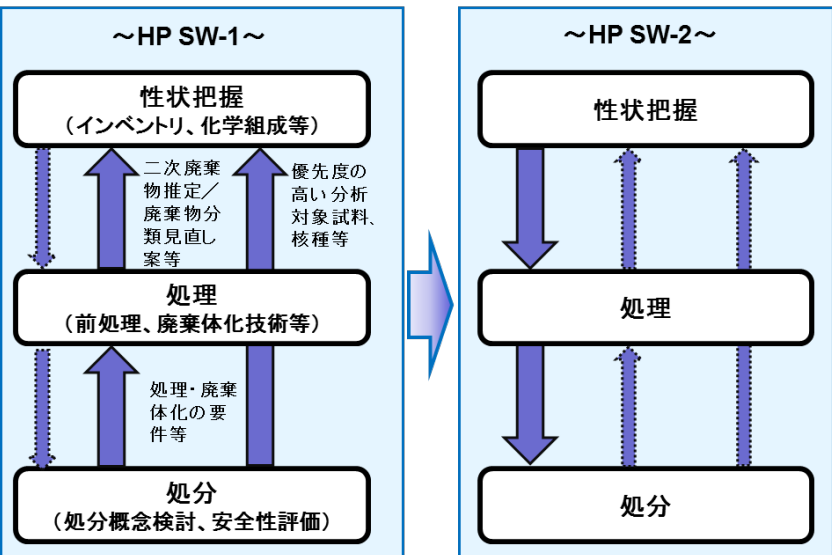 ～HP SW-1～
性状把握
（インベントリ、化学組成等）
二次廃棄
物推定／
廃棄物分
類見直し
案等
優先度の
高い分析
対象試料、
核種等
処理
（前処理、廃棄体化技術等）
処理・廃棄
体化の要
件等
処分
（処分概念検討、安全性評価）
～HP SW-2～
性状把握
処理
処分